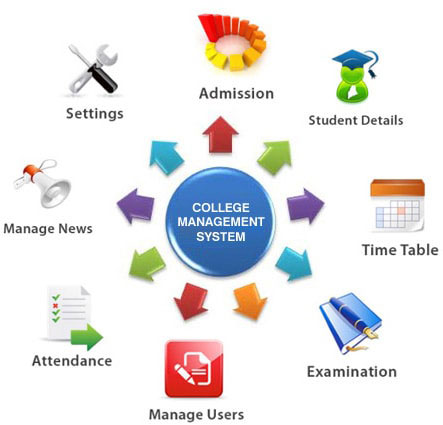 Admission
Settings
Student Details
COLLEGE
MANAGEMENT
SYSTEM
Manage News
Time Table
Attendance
Examination
Manage Users